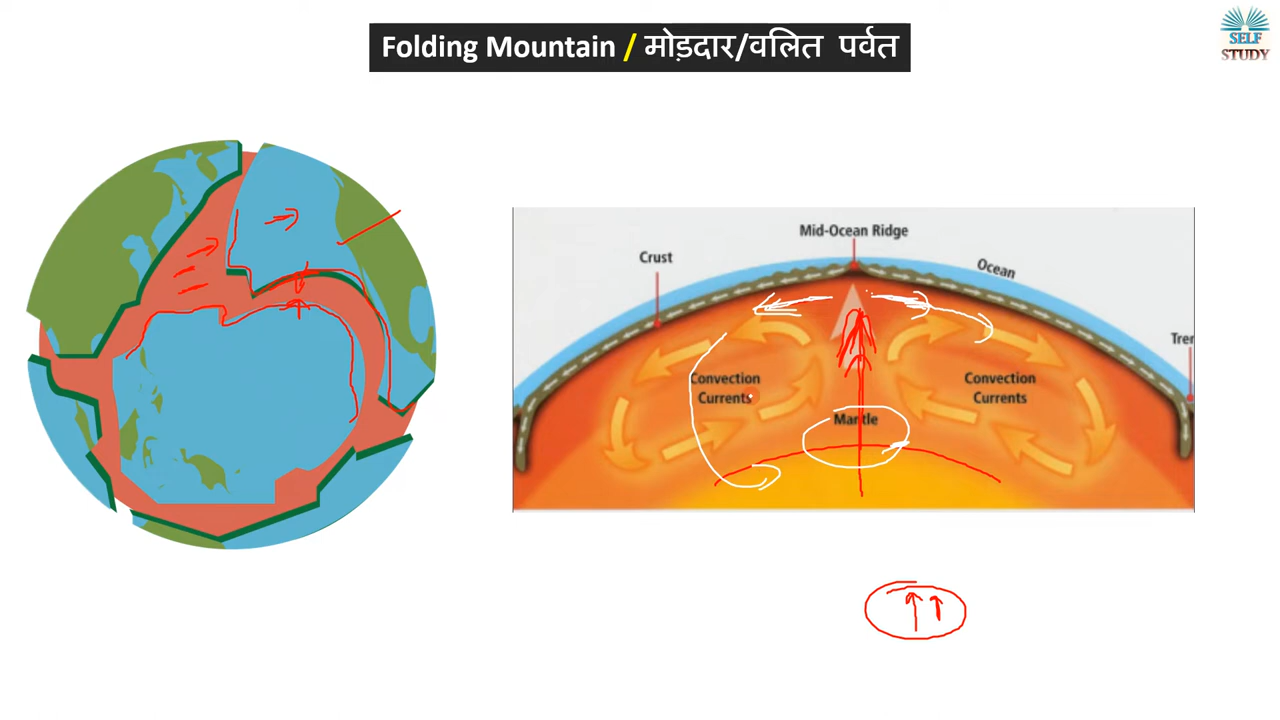 Folding Mountain / मोड़दार/वलित पर्वत
SELF
STUDY
Mid-Ocean Ridge
Crust
Ocean
Tren
Convection
Currents
Convection
Currents
Mantle